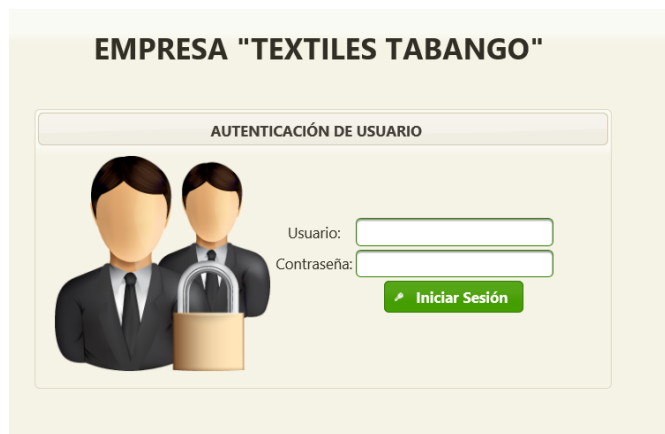 EMPRESA "TEXTILES TABANGO"
AUTENTICACIÓN DE USUARIO
Usuario:
Contraseña:
Iniciar Sesión